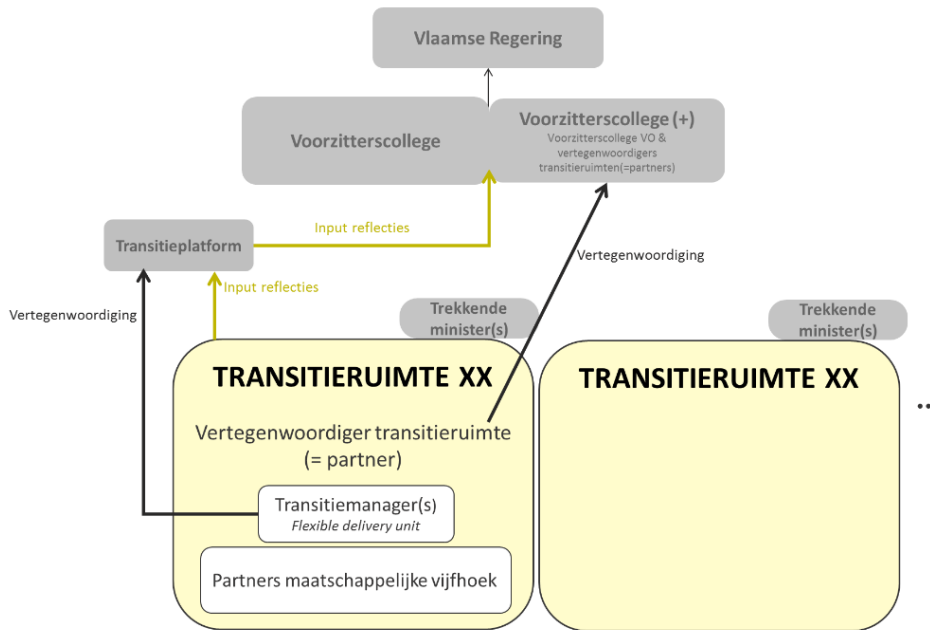 Vlaamse Regering
Voorzitterscollege
Voorzitterscollege (+)
Voorzitterscollege VO &
vertegenwoordigers
transitieruimten(=partners)
Input reflecties
Transitieplatform
Vertegenwoordiging
Input reflecties
Vertegenwoordiging
Trekkende
minister(s)
Trekkende
minister(s)
TRANSITIERUIMTE XX
TRANSITIERUIMTE XX
..
Vertegenwoordiger transitieruimte
(= partner)
Transitiemanager(s)
Flexible delivery unit
Partners maatschappelijke vijfhoek